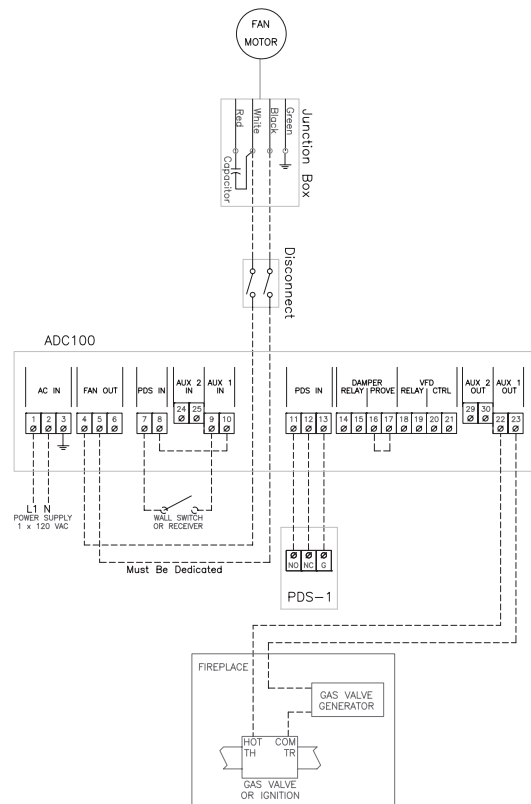 FAN
MOTOR
Junction Box
Red
White
Black
Green
Capacitor
Disconnect
ADC100
AC IN
FAN OUT
PDS IN
AUX 2
IN
AUX 1
IN
PDS IN
DAMPER
RELAY PROVE
VFD
RELAY CTRL
AUX 2
OUT
AUX 1
OUT
24 25
29 30
1 2 3 4 5 6 7 8 9 10 11 12 13 14 15 16 17 18 19 20 21 22 23
L1 N
POWER SUPPLY
1 x 120 VAC
WALL SWITCH
OR RECEIVER
Must Be Dedicated
NO NC G
PDS-1
FIREPLACE
GAS VALVE
GENERATOR
HOT COM
TH TR
GAS VALVE
OR IGNITION